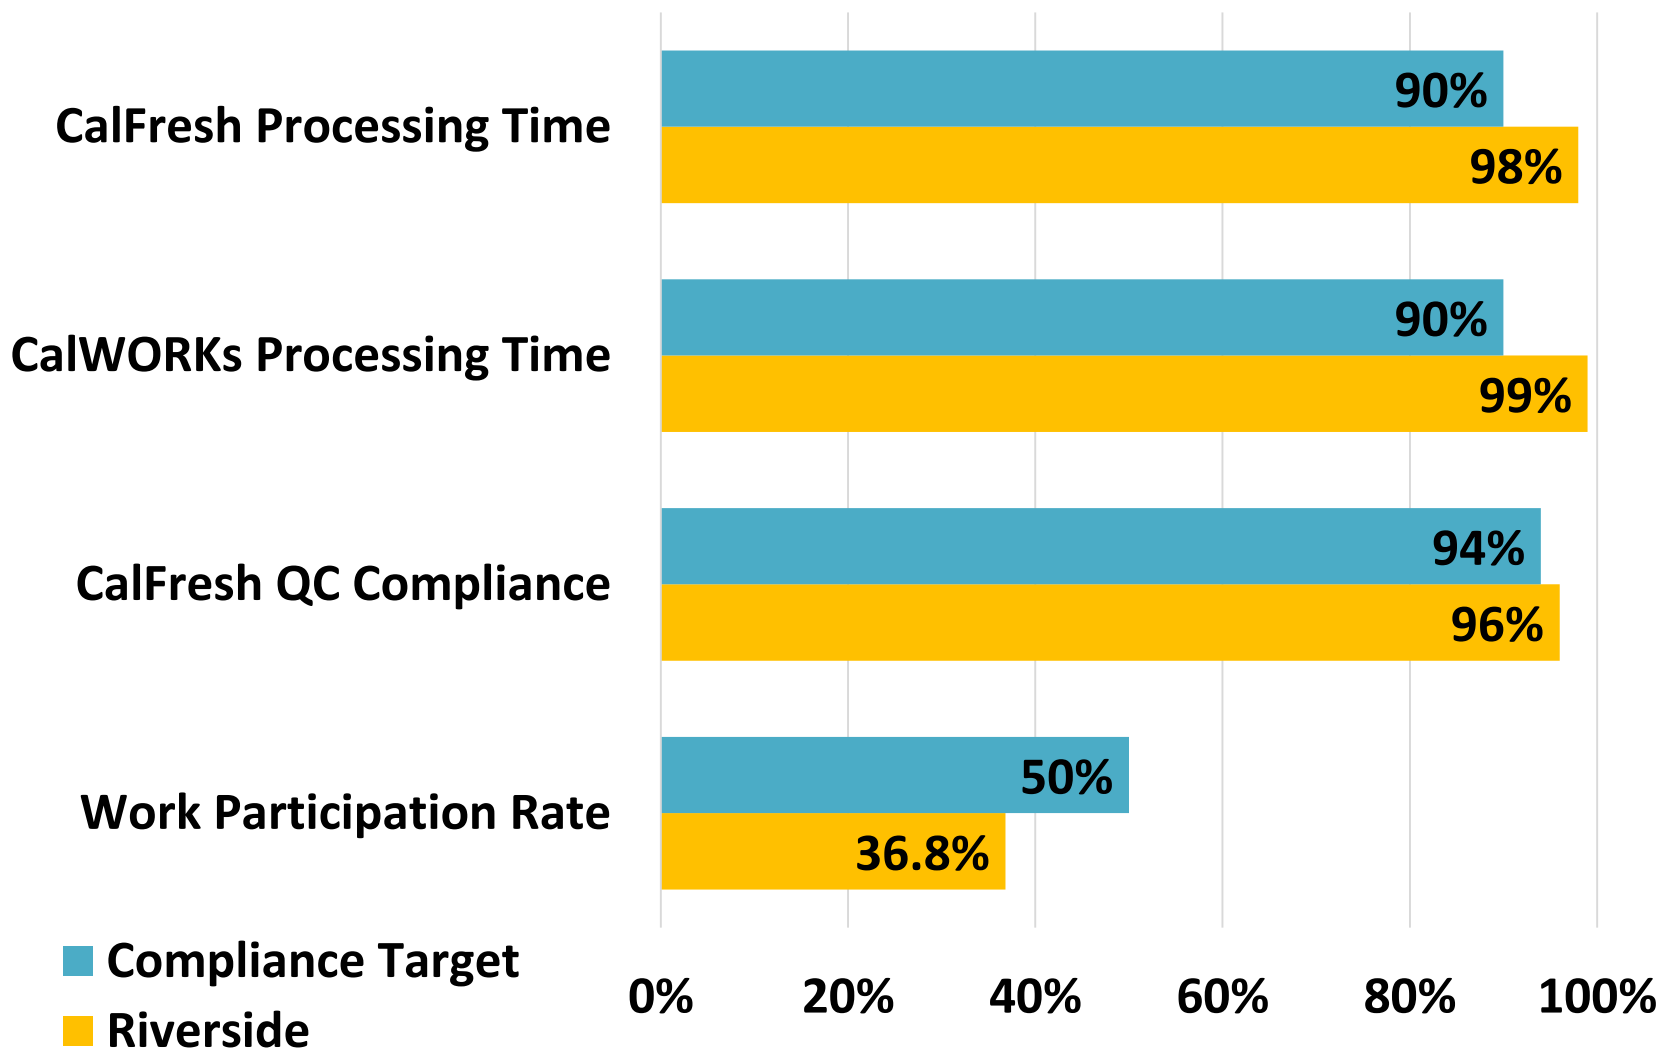 CalFresh Processing Time
90%
98%
CalWORKs Processing Time
90%
99%
CalFresh QC Compliance
94%
96%
Work Participation Rate
50%
36.8%
Compliance Target
Riverside
0% 20% 40% 60% 80% 100%